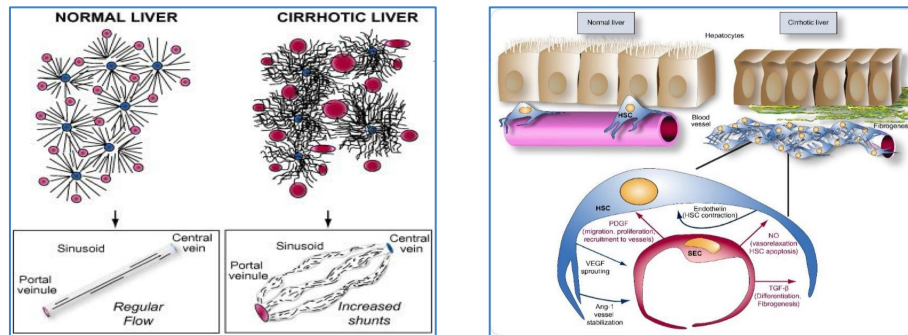 NORMAL LIVER
CIRRHOTIC LIVER
Sinusoid
Central
vein
Portal
veinule
Regular
Flow
Sinusoid
Central
vein
Portal
veinule
Increased
shunts
Normal liver
Cirrhotic liver
Hepatocytes
HSC
Blood
vessel
Fibrogenes
HSC
Endothelin
(HSC contraction)
PDGF
(migration, proliferation,
recruitment to vessels)
NO
(vasorelaxation
HSC apoptosis)
SEC
VEGF
sprouting
TGF-β
(Differentiation,
Fibrogenesis)
Ang-1
vessel
stabilization